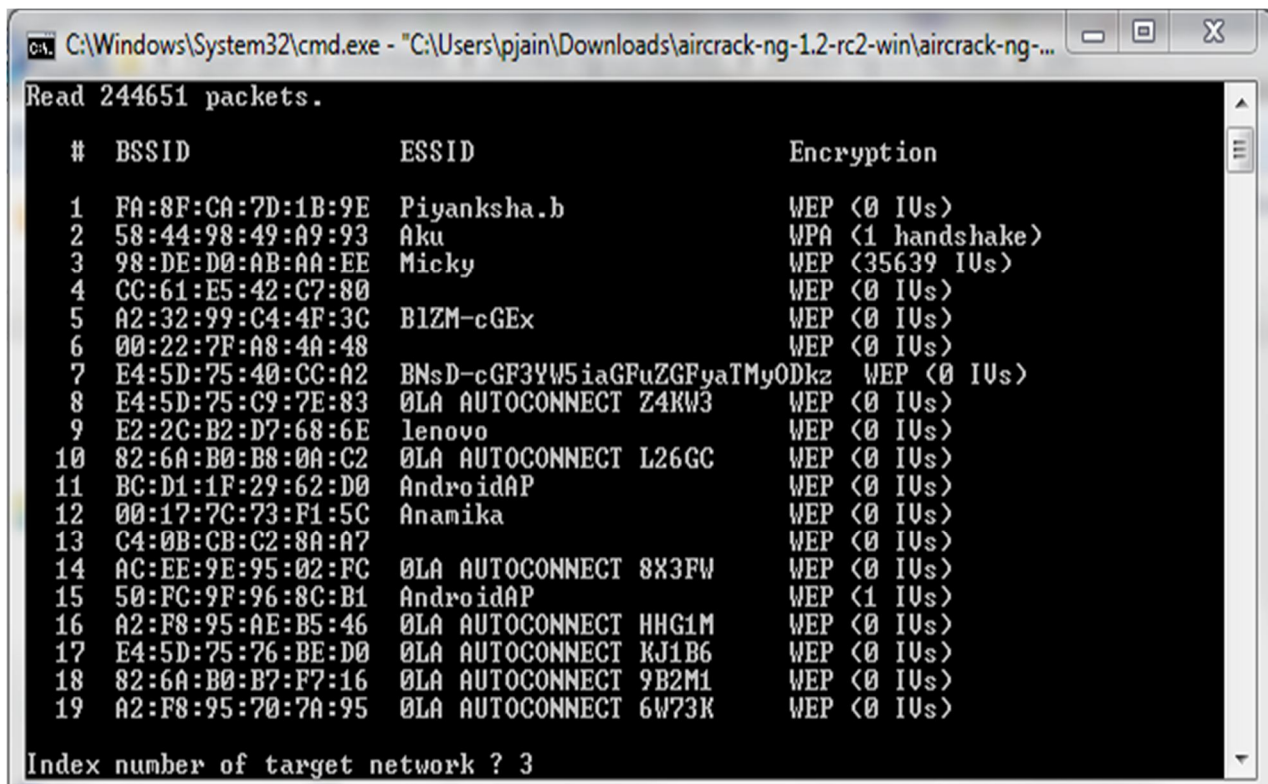 C:\Windows\System32\cmd.exe - "C:\Users\pjain\Downloads\aircrack-ng-1.2-rc2-win\aircrack-ng-...
Read 244651 packets.
# BSSID ESSID Encryption
1 FA:8F:CA:7D:1B:9E Piyanksha.b WEP (0 IVs)
2 58:44:98:49:A9:93 Aku WPA (1 handshake)
3 98:DE:D0:AB:AA:EE Micky WEP (35639 IVs)
4 CC:61:E5:42:C7:80 WEP (0 IVs)
5 A2:32:99:C4:4F:3C BlZM-cGEx WEP (0 IVs)
6 00:22:7F:A8:4A:48 WEP (0 IVs)
7 E4:5D:75:40:CC:A2 BNsD-cGF3YW5iaGFuZGFyaTMyODkz WEP (0 IVs)
8 E4:5D:75:C9:7E:83 0LA AUTOCONNECT Z4KW3 WEP (0 IVs)
9 E2:2C:B2:D7:68:6E lenovo WEP (0 IVs)
10 82:6A:B0:B8:0A:C2 0LA AUTOCONNECT L26GC WEP (0 IVs)
11 BC:D1:1F:29:62:D0 AndroidAP WEP (0 IVs)
12 00:17:7C:73:F1:5C Anamika WEP (0 IVs)
13 C4:0B:CB:C2:8A:A7 WEP (0 IVs)
14 AC:EE:9E:95:02:FC 0LA AUTOCONNECT 8X3FW WEP (0 IVs)
15 50:FC:9F:96:8C:B1 AndroidAP WEP (1 IVs)
16 A2:F8:95:AE:B5:46 0LA AUTOCONNECT HHG1M WEP (0 IVs)
17 E4:5D:75:76:BE:D0 0LA AUTOCONNECT KJ1B6 WEP (0 IVs)
18 82:6A:B0:B7:F7:16 0LA AUTOCONNECT 9B2M1 WEP (0 IVs)
19 A2:F8:95:70:7A:95 0LA AUTOCONNECT 6W73K WEP (0 IVs)
Index number of target network ? 3